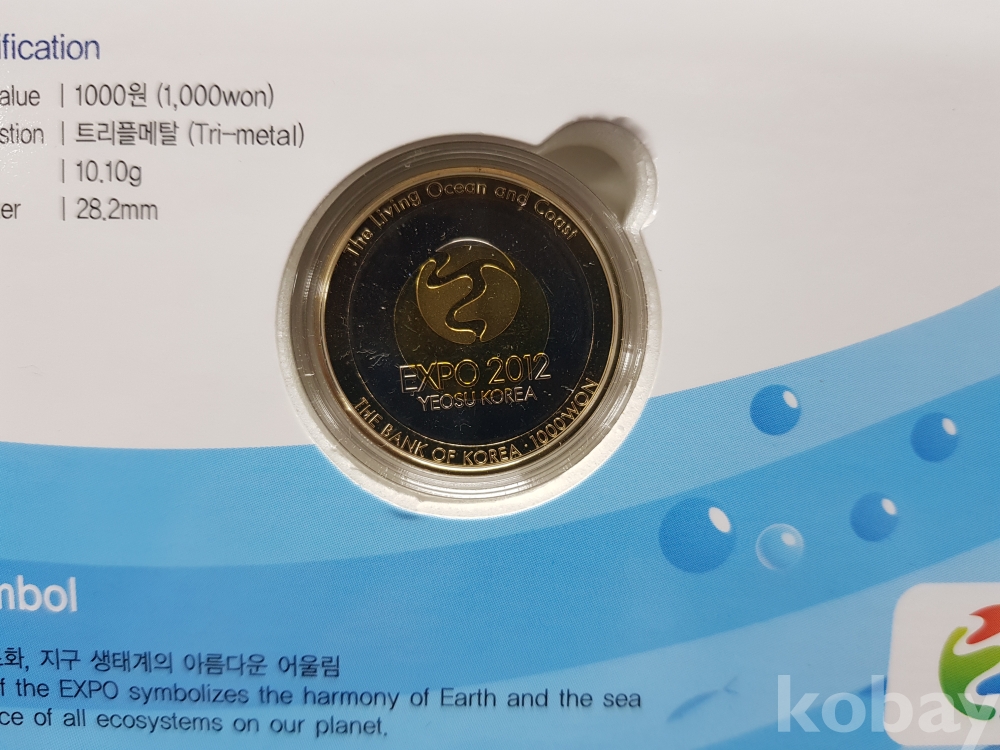 ification
alue | 1000원 (1,000won)
stion | 트리플메탈 (Tri-metal)
| 10.10g
er | 28.2mm
The Living Ocean and Coast
EXPO 2012
YEOSU KOREA
THE BANK OF KOREA · 1000WON
mbol
화, 지구 생태계의 아름다운 어울림
f the EXPO symbolizes the harmony of Earth and the sea
ce of all ecosystems on our planet.
kobay